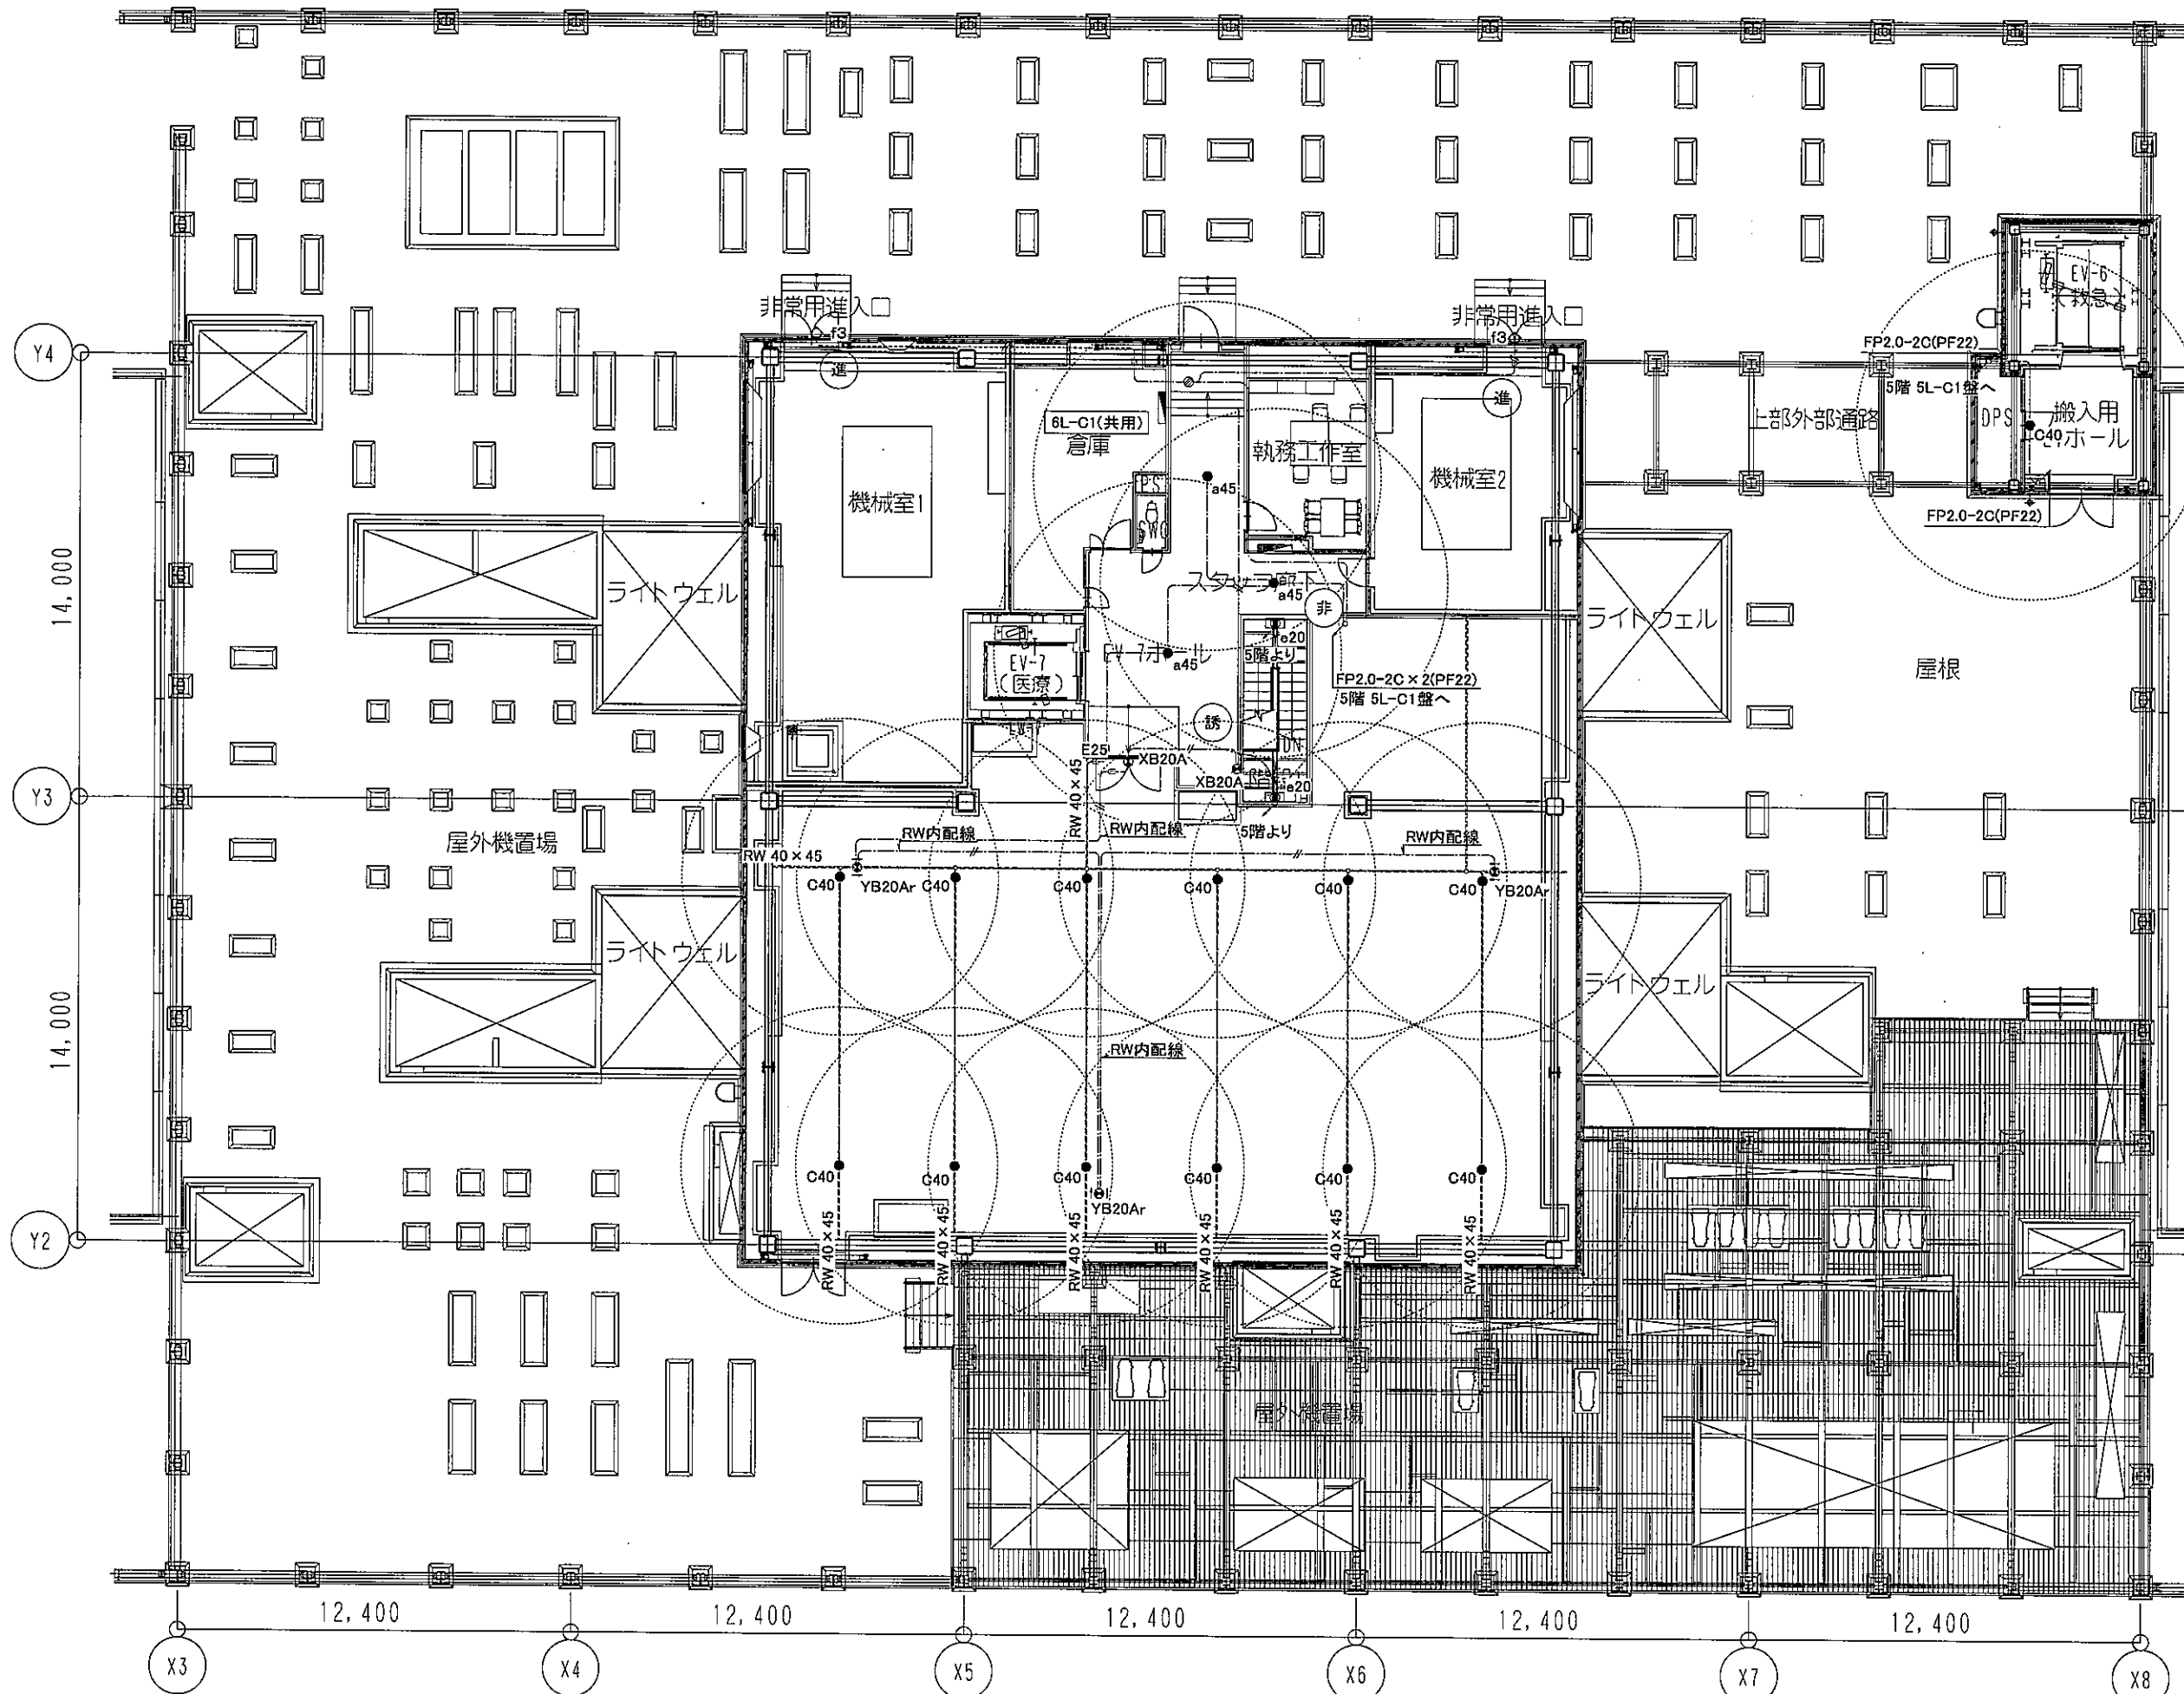 非常用進入口
f3
進
非常用進入口
f3
進
EV-6
(救急)
FP2.0-2C(PF22)
5階 5L-C1盤へ
上部外部通路
DPS
搬入用
ホール
C40
FP2.0-2C(PF22)
Y4
6L-C1(共用)
倉庫
執務工作室
機械室1
機械室2
PS
SWC
a45
スタッフ廊下
a45
非
ライトウェル
ライトウェル
14,000
EV-7
(医療)
EV-7ホール
a45
e20
5階より
FP2.0-2C×2(PF22)
5階 5L-C1盤へ
屋根
誘
DN
E25
XB20A
XB20A
e20
5階より
RW 40×45
Y3
屋外機置場
RW内配線
RW内配線
RW内配線
RW 40×45
YB20Ar
YB20Ar
C40
C40
C40
C40
C40
C40
ライトウェル
ライトウェル
14,000
RW内配線
C40
C40
C40
C40
C40
C40
YB20Ar
RW 40×45
RW 40×45
RW 40×45
RW 40×45
RW 40×45
RW 40×45
Y2
屋外機置場
12,400
12,400
12,400
12,400
12,400
X3
X4
X5
X6
X7
X8